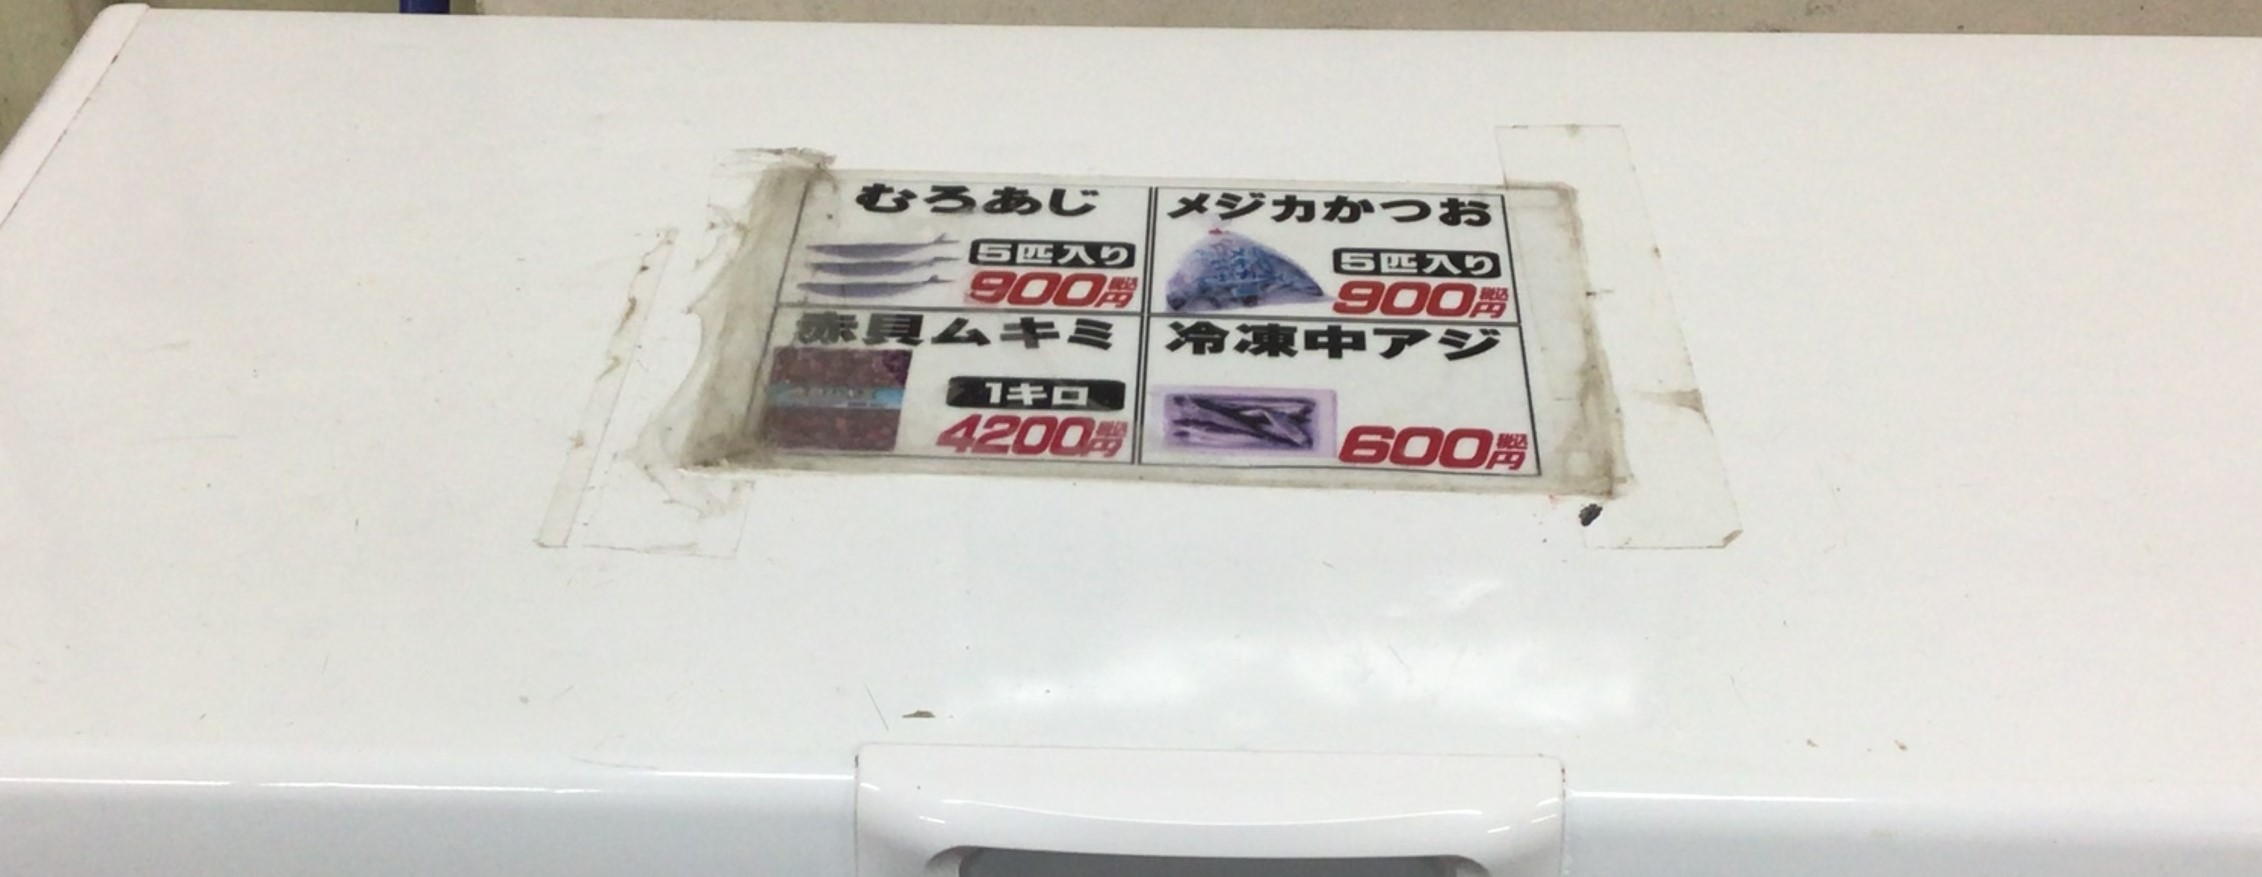 むろあじ
5匹入り
900円税込
メジカかつお
5匹入り
900円税込
赤貝ムキミ
1キロ
4200円税込
冷凍中アジ
600円税込